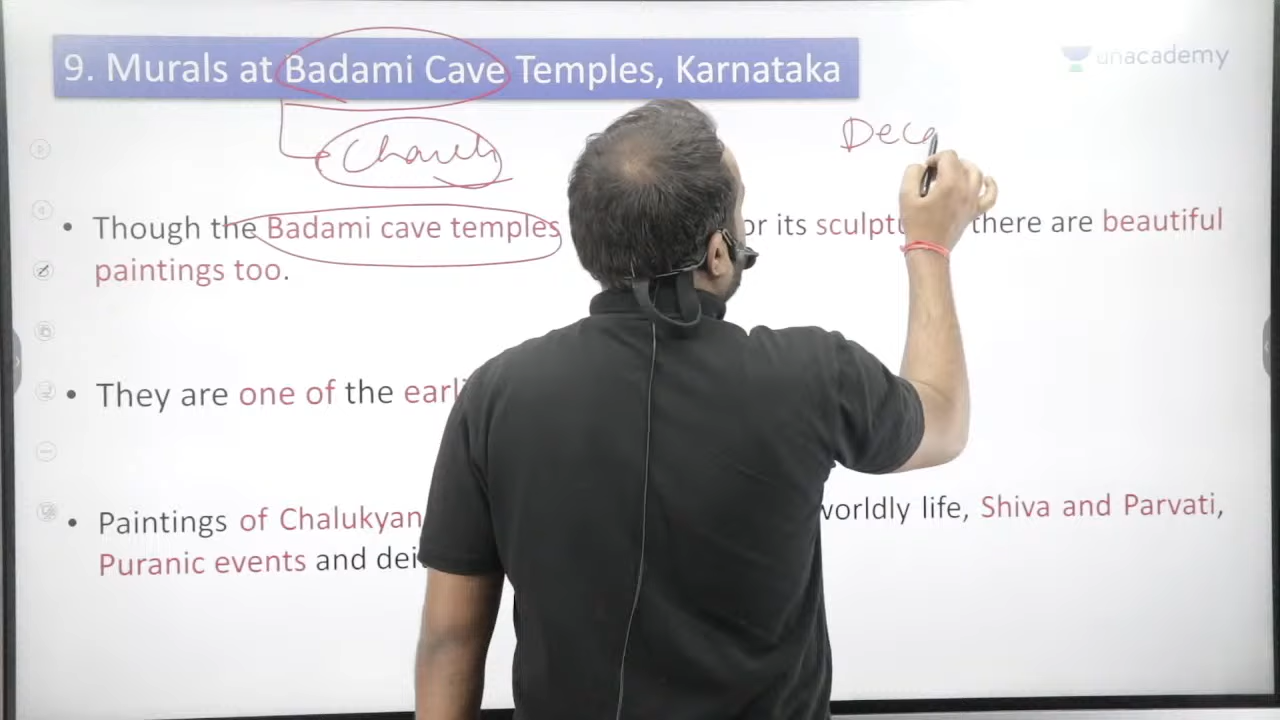 9. Murals at Badami Cave Temples, Karnataka
unacademy
Deca
• Though the Badami cave temples or its sculptu there are beautiful
paintings too.
• They are one of the earli
• Paintings of Chalukyan worldly life, Shiva and Parvati,
Puranic events and dei